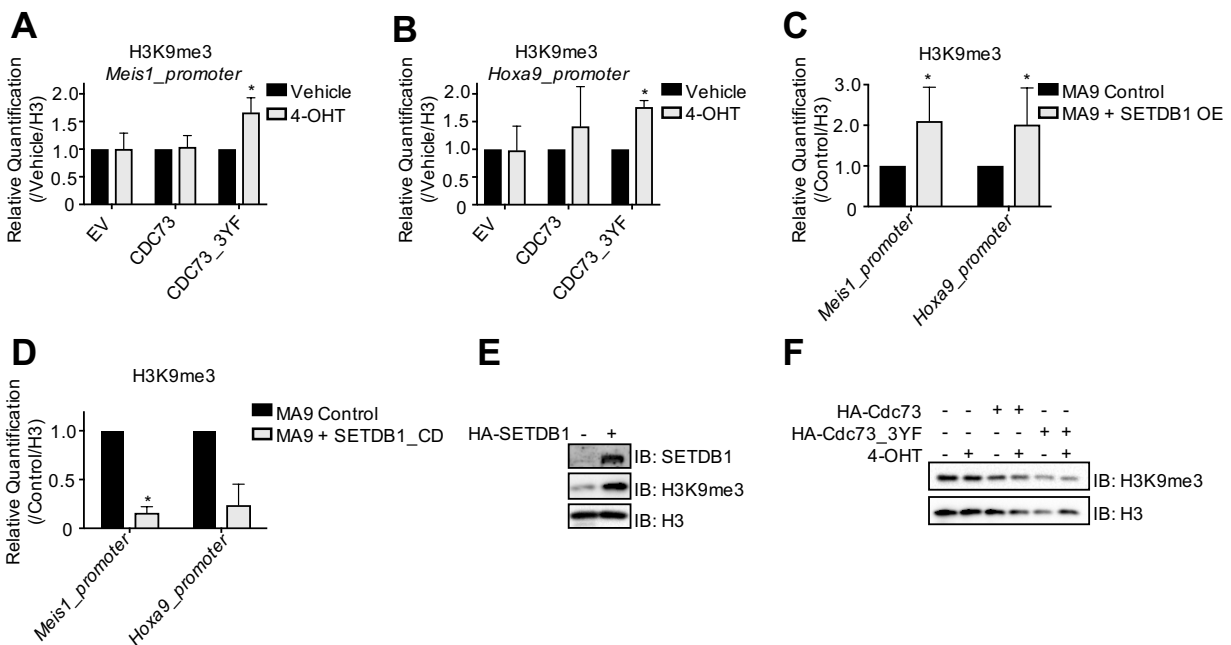 A
H3K9me3
Meis1_promoter
Relative Quantification
(/Vehicle/H3)
2.0
1.5
1.0
0.5
0
EV
CDC73
CDC73_3YF
*
Vehicle
4-OHT
B
H3K9me3
Hoxa9_promoter
Relative Quantification
(/Vehicle/H3)
2.0
1.5
1.0
0.5
0
EV
CDC73
CDC73_3YF
*
Vehicle
4-OHT
C
H3K9me3
Relative Quantification
(/Control/H3)
3.0
2.0
1.0
0
* *
Meis1_promoter
Hoxa9_promoter
MA9 Control
MA9 + SETDB1 OE
D
H3K9me3
Relative Quantification
(/Control/H3)
1.0
0.5
0
*
Meis1_promoter
Hoxa9_promoter
MA9 Control
MA9 + SETDB1_CD
E
HA-SETDB1 - +
IB: SETDB1
IB: H3K9me3
IB: H3
F
HA-Cdc73 - - + + - -
HA-Cdc73_3YF - - - - + +
4-OHT - + - + - +
IB: H3K9me3
IB: H3